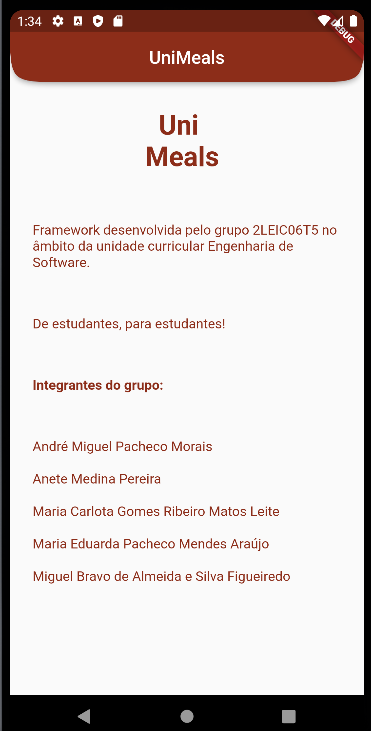 1:34
DEBUG
UniMeals
Uni
Meals
Framework desenvolvida pelo grupo 2LEIC06T5 no
âmbito da unidade curricular Engenharia de
Software.
De estudantes, para estudantes!
Integrantes do grupo:
André Miguel Pacheco Morais
Anete Medina Pereira
Maria Carlota Gomes Ribeiro Matos Leite
Maria Eduarda Pacheco Mendes Araújo
Miguel Bravo de Almeida e Silva Figueiredo